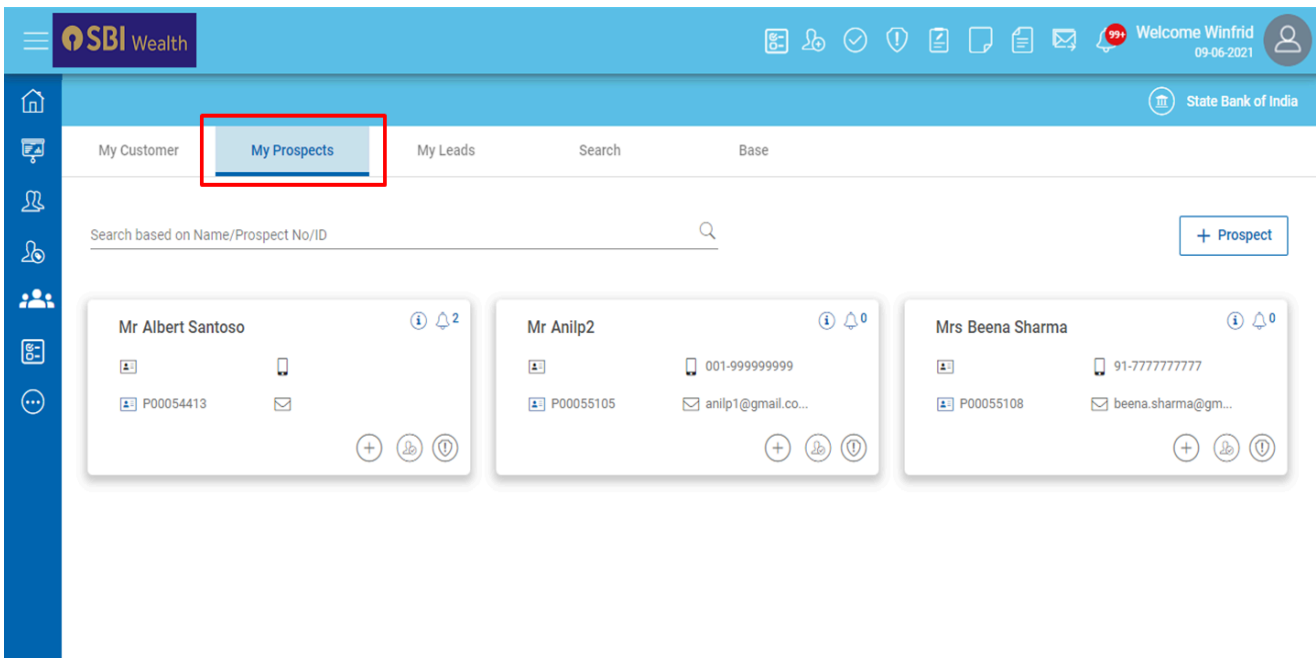 SBI Wealth
99+
Welcome Winfrid
09-06-2021
State Bank of India
My Customer My Prospects My Leads Search Base
Search based on Name/Prospect No/ID
+ Prospect
Mr Albert Santoso 2
P00054413
Mr Anilp2 0
001-999999999
P00055105 anilp1@gmail.co...
Mrs Beena Sharma 0
91-7777777777
P00055108 beena.sharma@gm...